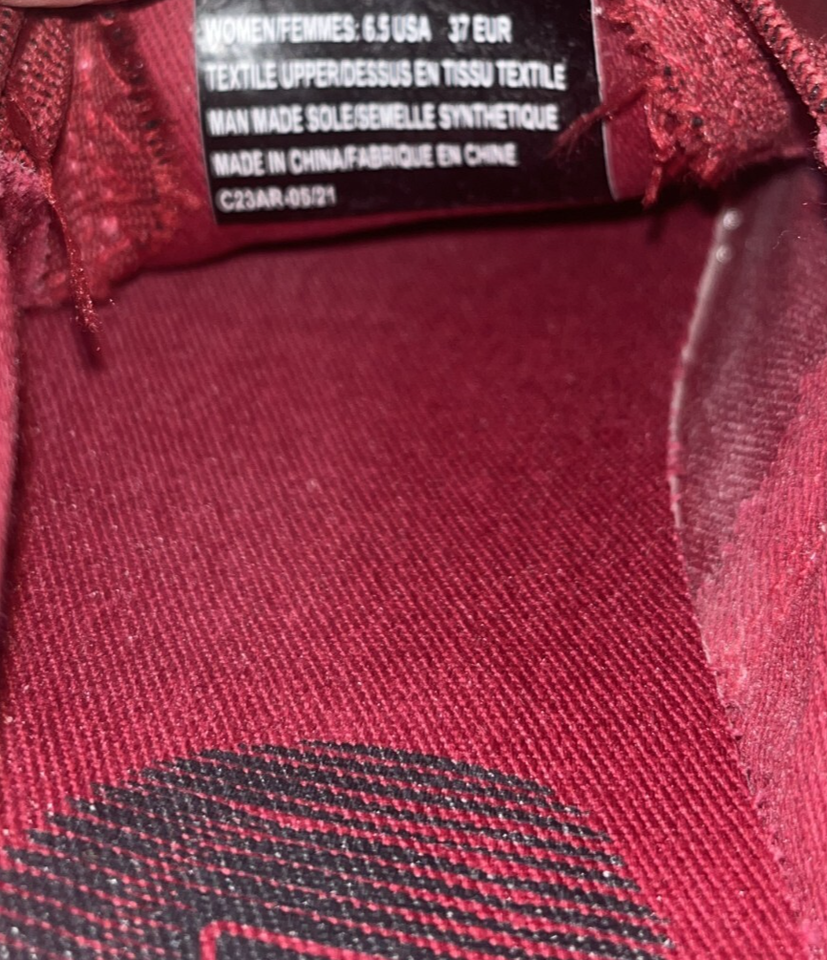 WOMEN/FEMMES: 6.5 USA 37 EUR
TEXTILE UPPER/DESSUS EN TISSU TEXTILE
MAN MADE SOLE/SEMELLE SYNTHETIQUE
MADE IN CHINA/FABRIQUE EN CHINE
C23AR-05/21